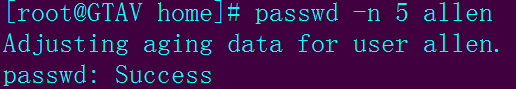 [root@GTAV home]# passwd -n 5 allen
Adjusting aging data for user allen.
passwd: Success